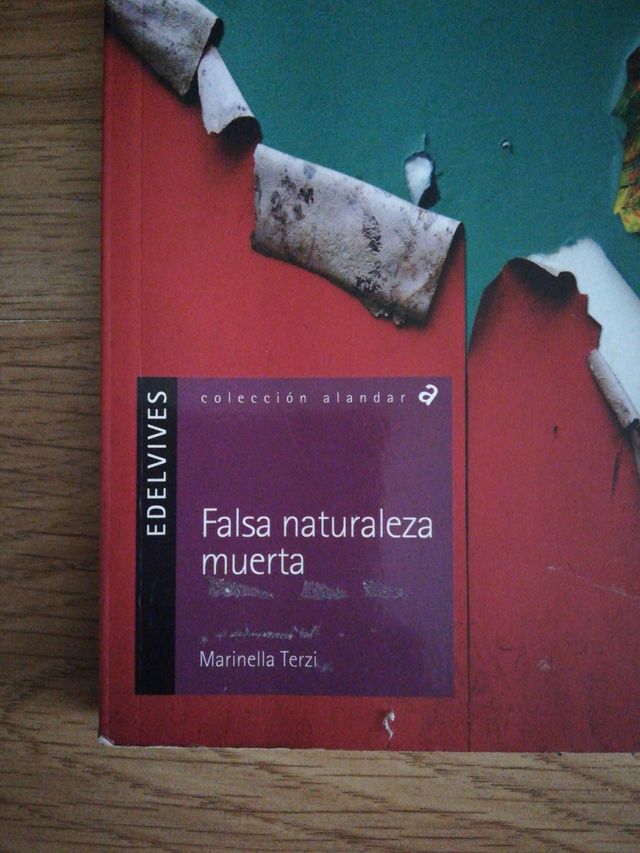 colección alandar a
EDELVIVES
Falsa naturaleza
muerta
Marinella Terzi